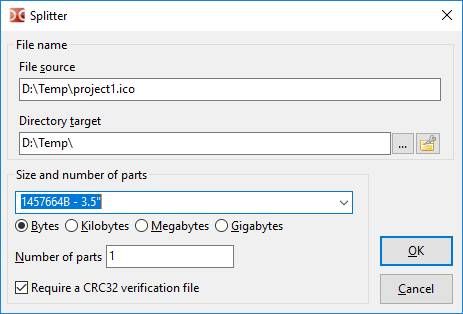 Splitter
File name
File source
D:\Temp\project1.ico
Directory target
D:\Temp\
...
Size and number of parts
1457664B - 3.5"
Bytes Kilobytes Megabytes Gigabytes
Number of parts 1
OK
Require a CRC32 verification file
Cancel